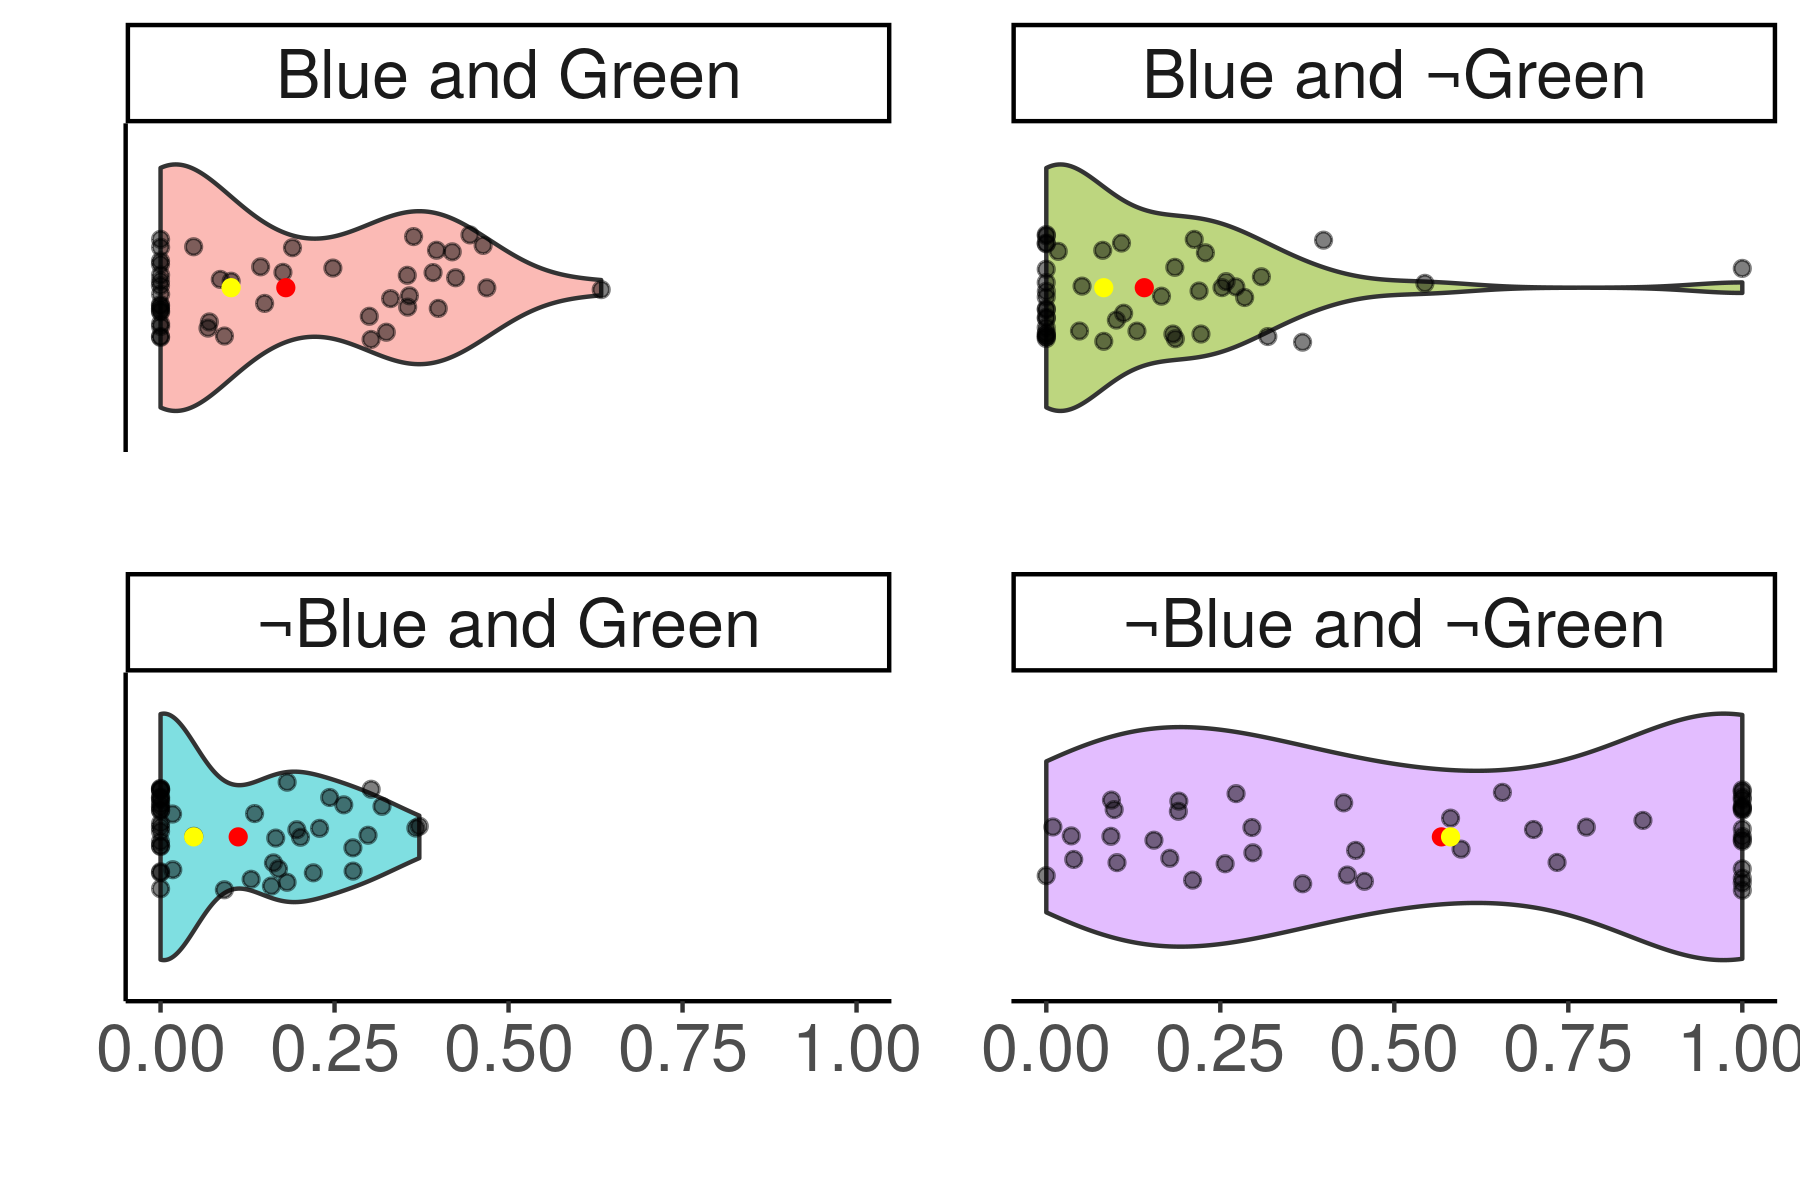 Blue and Green
Blue and ¬Green
¬Blue and Green
¬Blue and ¬Green
0.00 0.25 0.50 0.75 1.00
0.00 0.25 0.50 0.75 1.00